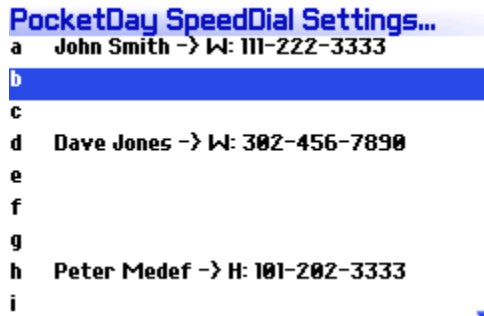 PocketDay SpeedDial Settings...
a John Smith -> W: 111-222-3333
b
c
d Dave Jones -> W: 302-456-7890
e
f
g
h Peter Medef -> H: 101-202-3333
i